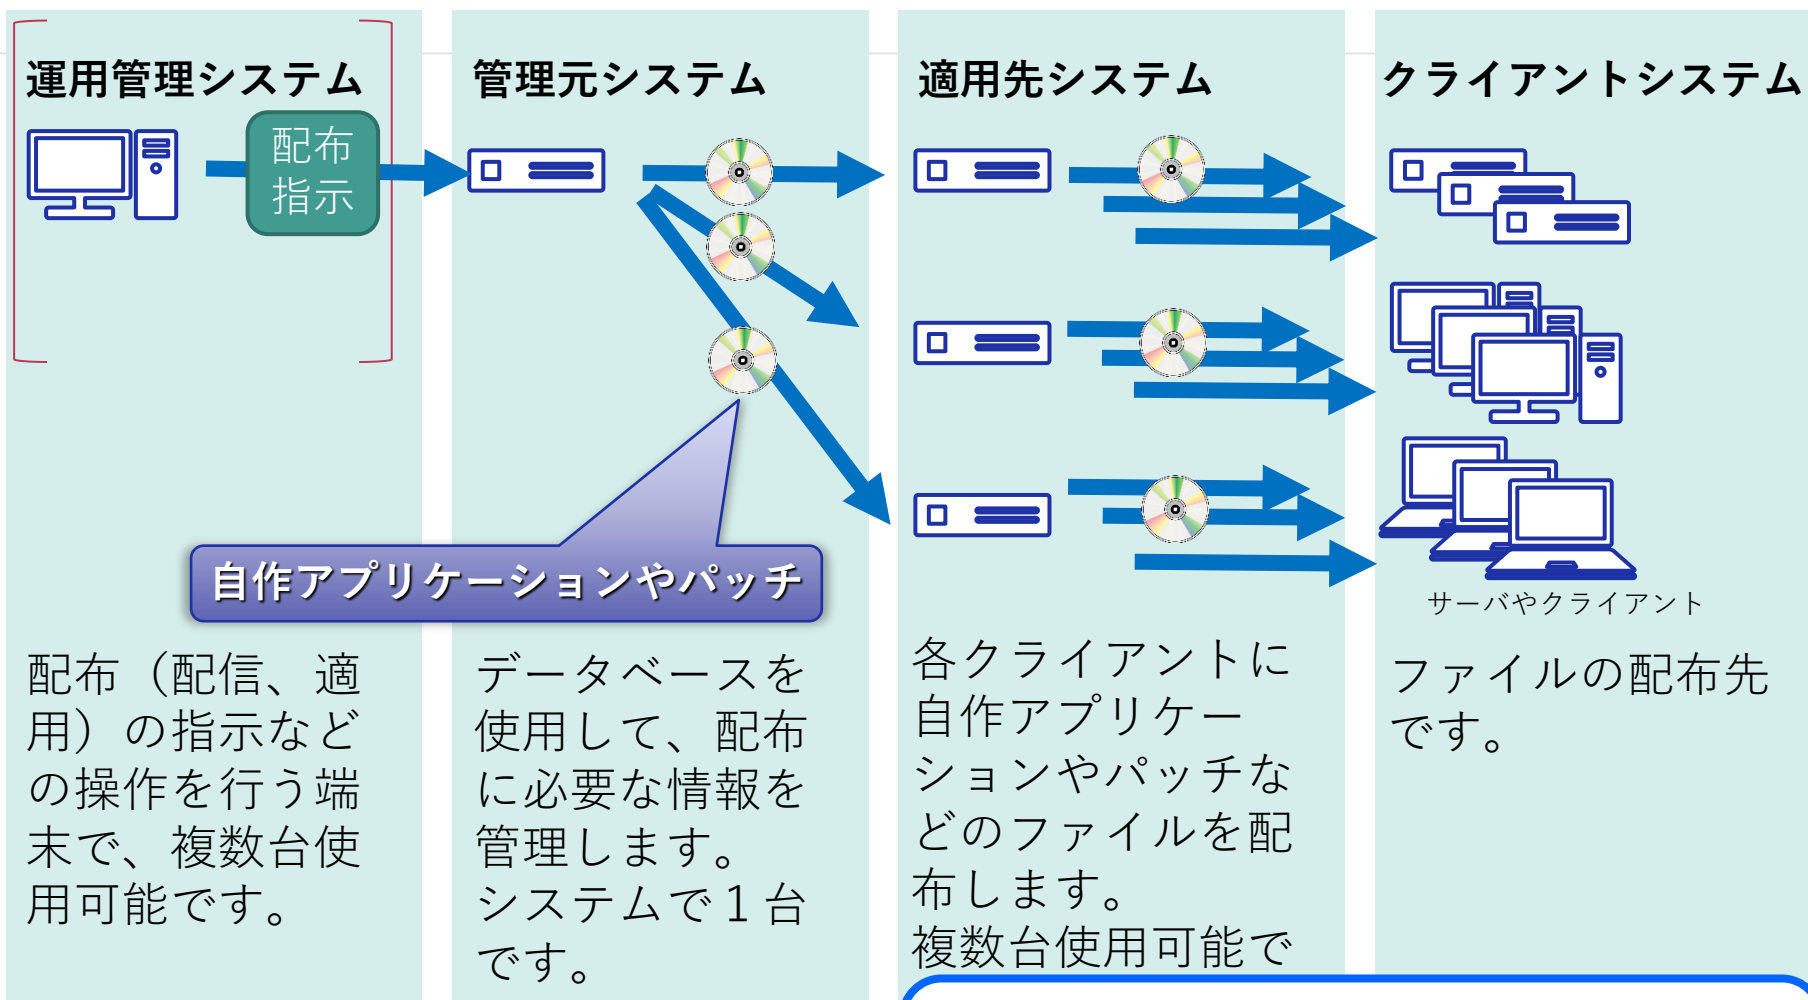 運用管理システム
配布
指示
配布（配信、適
用）の指示など
の操作を行う端
末で、複数台使
用可能です。
管理元システム
自作アプリケーションやパッチ
データベースを
使用して、配布
に必要な情報を
管理します。
システムで１台
です。
適用先システム
各クライアントに
自作アプリケー
ションやパッチな
どのファイルを配
布します。
複数台使用可能で
クライアントシステム
サーバやクライアント
ファイルの配布先
です。